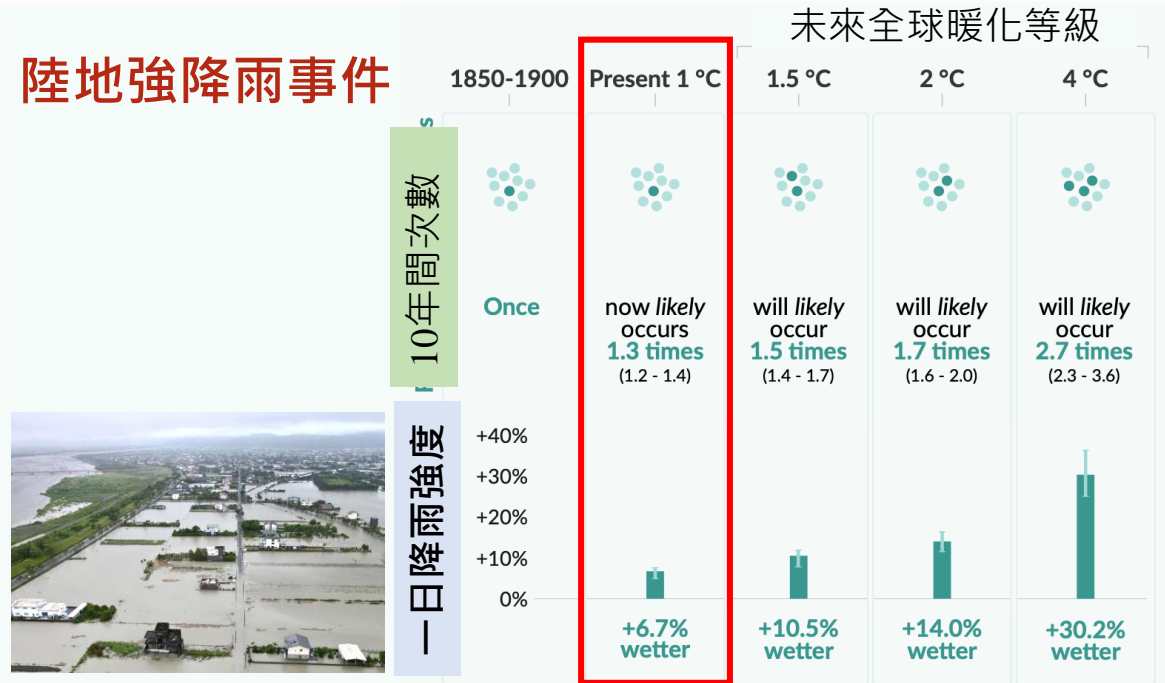 未來全球暖化等級
陸地強降雨事件
1850-1900
Present 1 °C
1.5 °C
2 °C
4 °C
10年間次數
Once
now likely
occurs
1.3 times
(1.2 - 1.4)
will likely
occur
1.5 times
(1.4 - 1.7)
will likely
occur
1.7 times
(1.6 - 2.0)
will likely
occur
2.7 times
(2.3 - 3.6)
一日降雨強度
+40%
+30%
+20%
+10%
0%
+6.7%
wetter
+10.5%
wetter
+14.0%
wetter
+30.2%
wetter